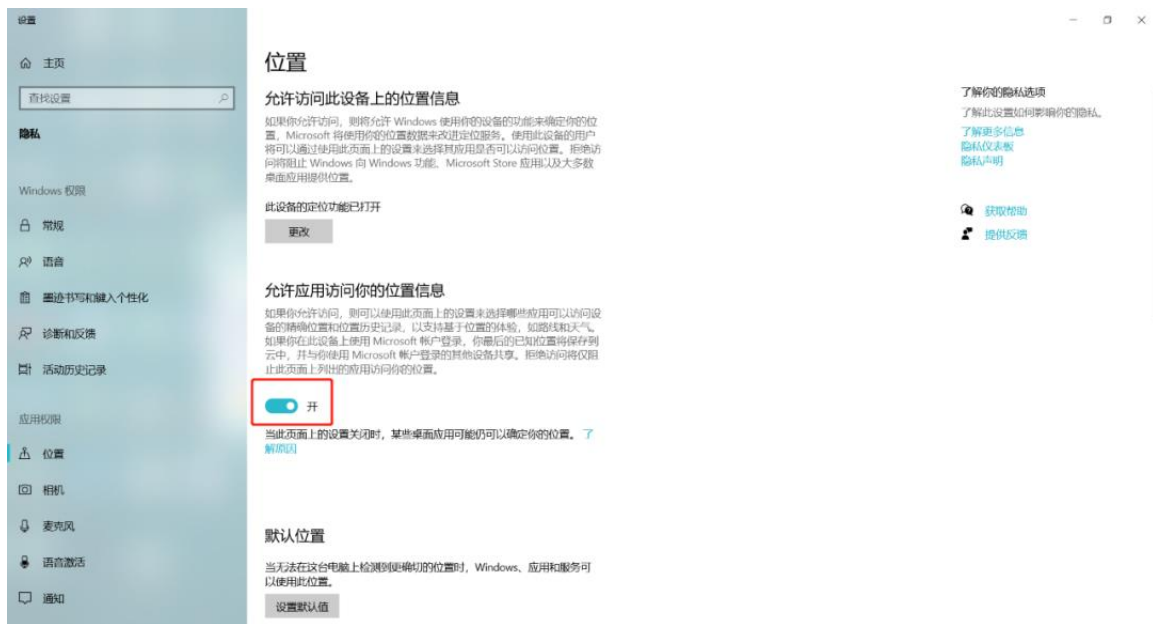 设置
主页
查找设置
隐私
Windows 权限
常规
语音
墨迹书写和键入个性化
诊断和反馈
活动历史记录
应用权限
位置
相机
麦克风
语音激活
通知
位置
允许访问此设备上的位置信息
如果你允许访问，则将允许 Windows 使用你的设备的功能来确定你的位
置，Microsoft 将使用你的位置数据来改进定位服务。使用此设备的用户
将可以通过使用此页面上的设置来选择其应用是否可以访问位置。拒绝访
问将阻止 Windows 向 Windows 功能、Microsoft Store 应用以及大多数
桌面应用提供位置。
此设备的定位功能已打开
更改
允许应用访问你的位置信息
如果你允许访问，则可以使用此页面上的设置来选择哪些应用可以访问设
备的精确位置和位置历史记录，以支持基于位置的体验，如路线和天气。
如果你在此设备上使用 Microsoft 帐户登录，你最后的已知位置将保存到
云中，并与你使用 Microsoft 帐户登录的其他设备共享。拒绝访问将仅阻
止此页面上列出的应用访问你的位置。
开
当此页面上的设置关闭时，某些桌面应用可能仍可以确定你的位置。 了
解原因
默认位置
当无法在这台电脑上检测到更确切的位置时，Windows、应用和服务可
以使用此位置。
设置默认值
了解你的隐私选项
了解此设置如何影响你的隐私。
了解更多信息
隐私仪表板
隐私声明
获取帮助
提供反馈